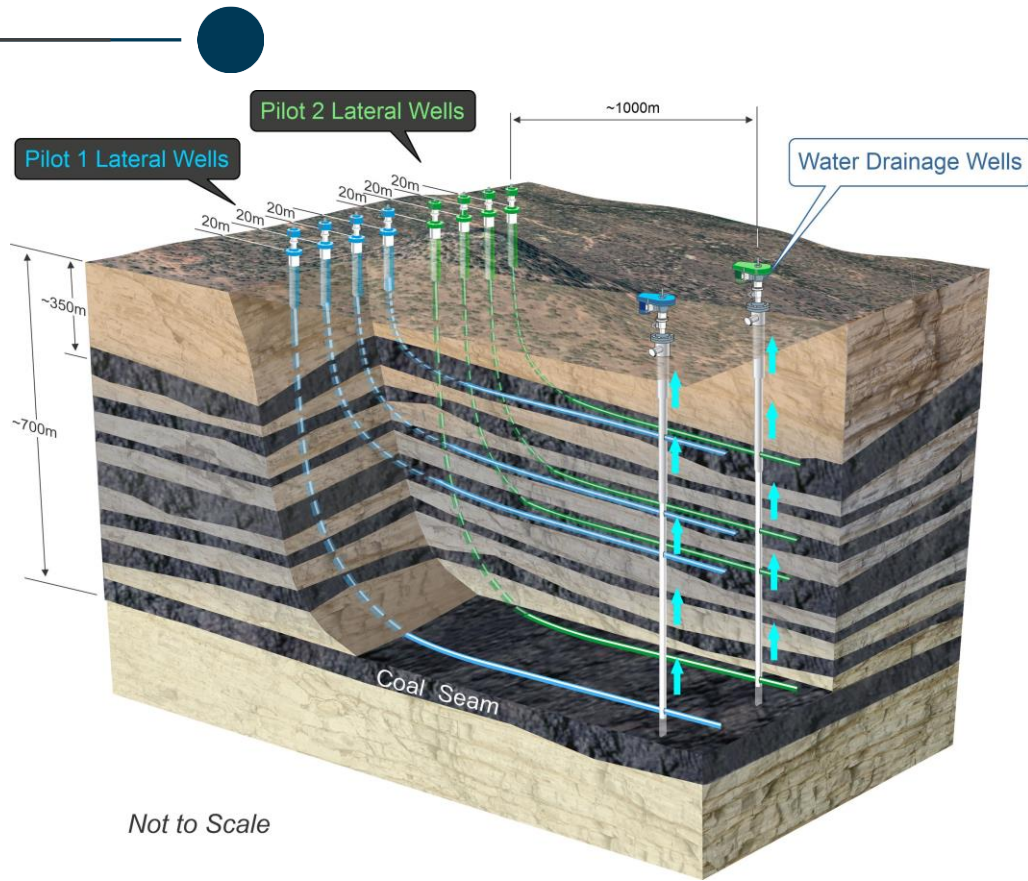 Pilot 2 Lateral Wells
~1000m
Pilot 1 Lateral Wells
Water Drainage Wells
20m
20m
20m
20m
20m
20m
~350m
~700m
Coal Seam
Not to Scale